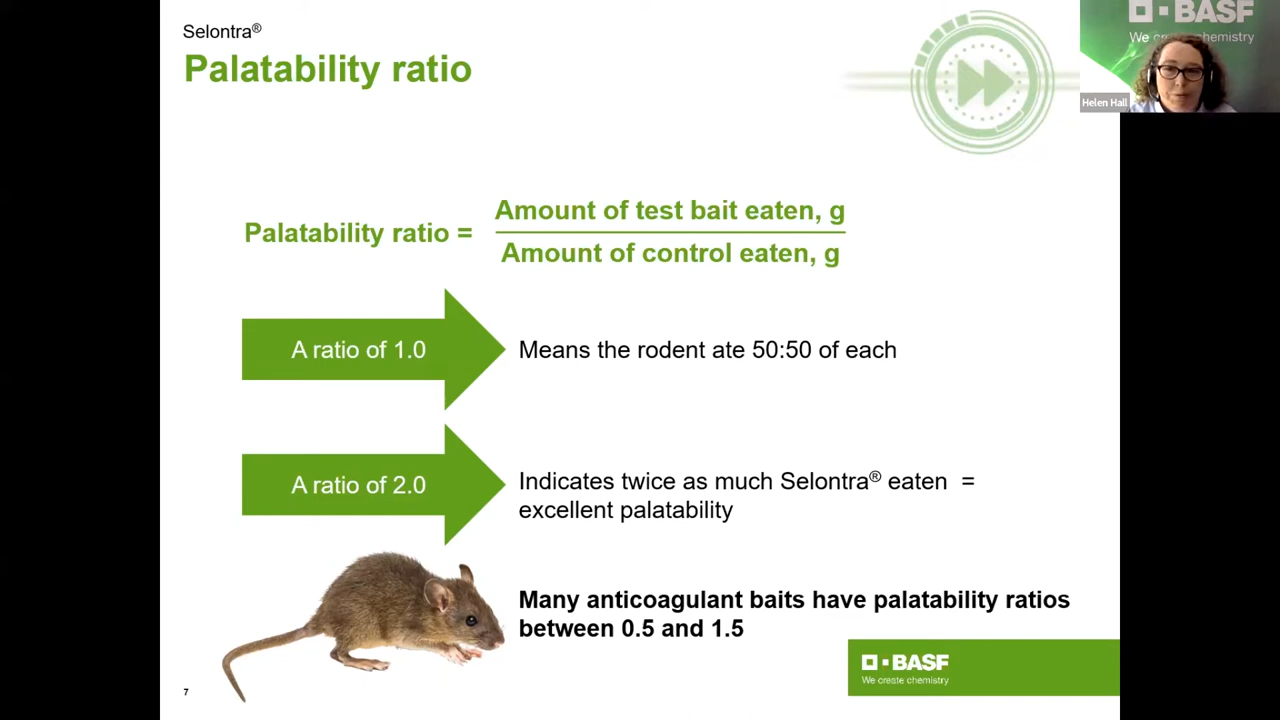 Selontra®
Palatability ratio
BASF
We create chemistry
Helen Hall
Palatability ratio =
Amount of test bait eaten, g
Amount of control eaten, g
A ratio of 1.0
Means the rodent ate 50:50 of each
A ratio of 2.0
Indicates twice as much Selontra® eaten =
excellent palatability
Many anticoagulant baits have palatability ratios
between 0.5 and 1.5
BASF
We create chemistry
7